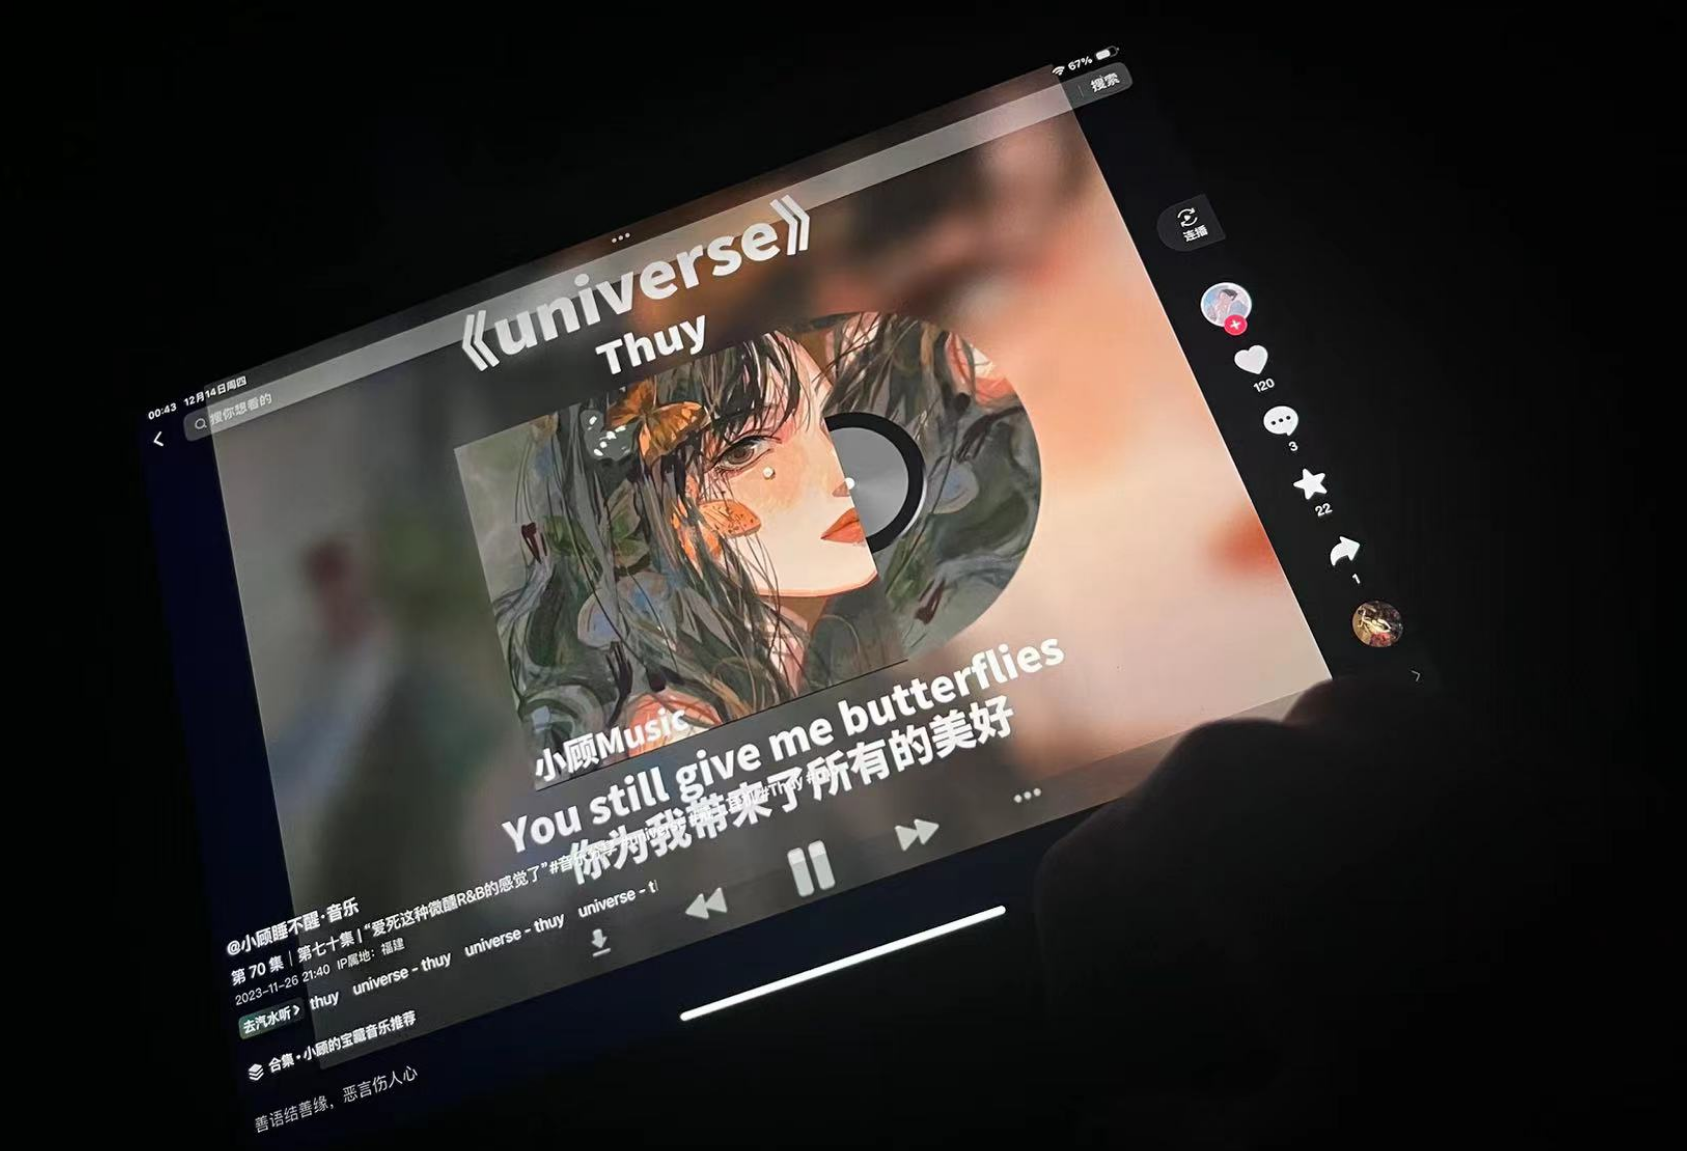 00:43 12月14日周四
67%
搜你想看的
搜索
《universe》
Thuy
连播
120
3
22
1
小顾Music
You still give me butterflies
你为我带来了所有的美好
@小顾睡不醒·音乐
第 70 集 | 第七十集 | “爱死这种微醺R&B的感觉了”#音乐分享
2023-11-26 21:40 IP属地：福建
去汽水听 thuy universe - thuy universe - thuy universe - t
合集·小顾的宝藏音乐推荐
善语结善缘，恶言伤人心